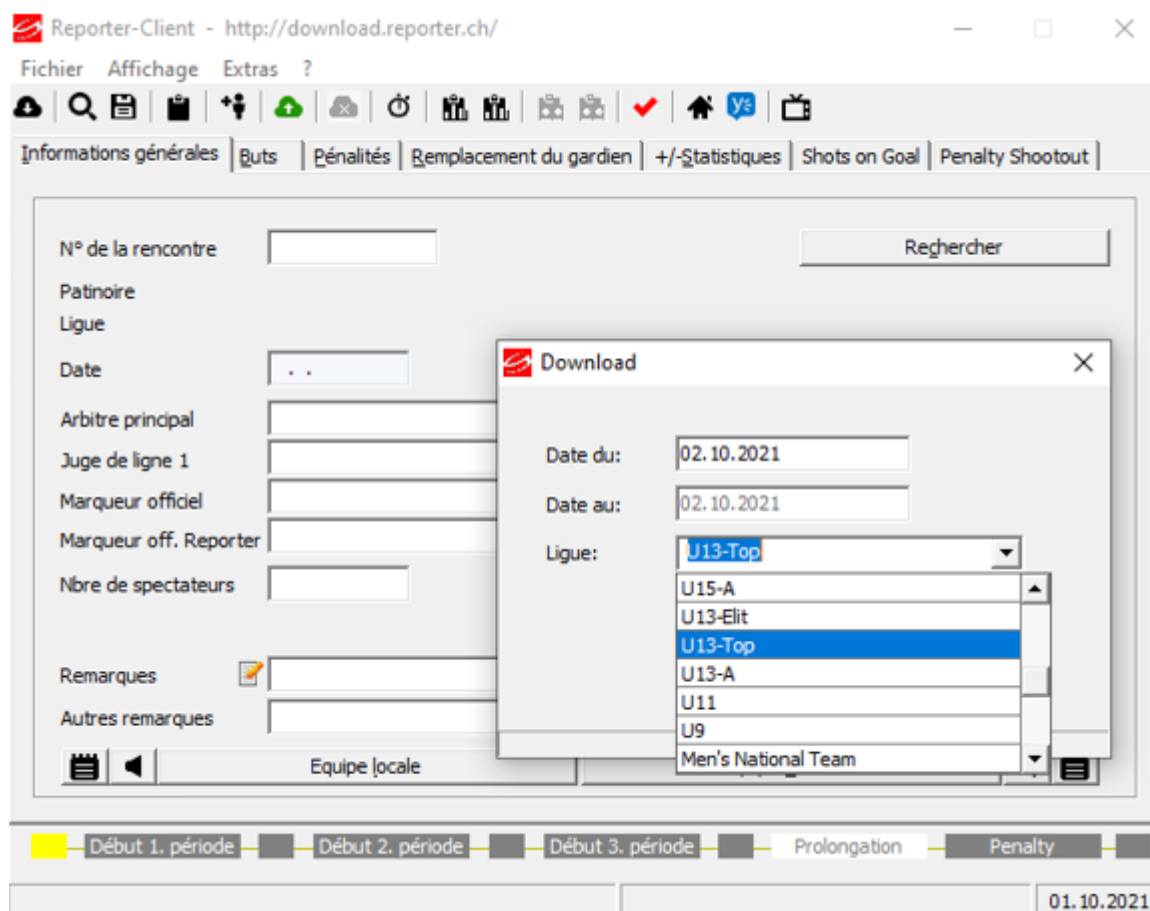 Reporter-Client - http://download.reporter.ch/
Fichier Affichage Extras ?
Informations générales Buts Pénalités Remplacement du gardien +/-Statistiques Shots on Goal Penalty Shootout
N° de la rencontre Rechercher
Patinoire
Ligue
Date . .
Arbitre principal
Juge de ligne 1
Marqueur officiel
Marqueur off. Reporter
Nbre de spectateurs
Remarques
Autres remarques
Equipe locale
Download
Date du: 02.10.2021
Date au: 02.10.2021
Ligue: U13-Top
U15-A
U13-Elit
U13-Top
U13-A
U11
U9
Men's National Team
Début 1. période Début 2. période Début 3. période Prolongation Penalty
01.10.2021